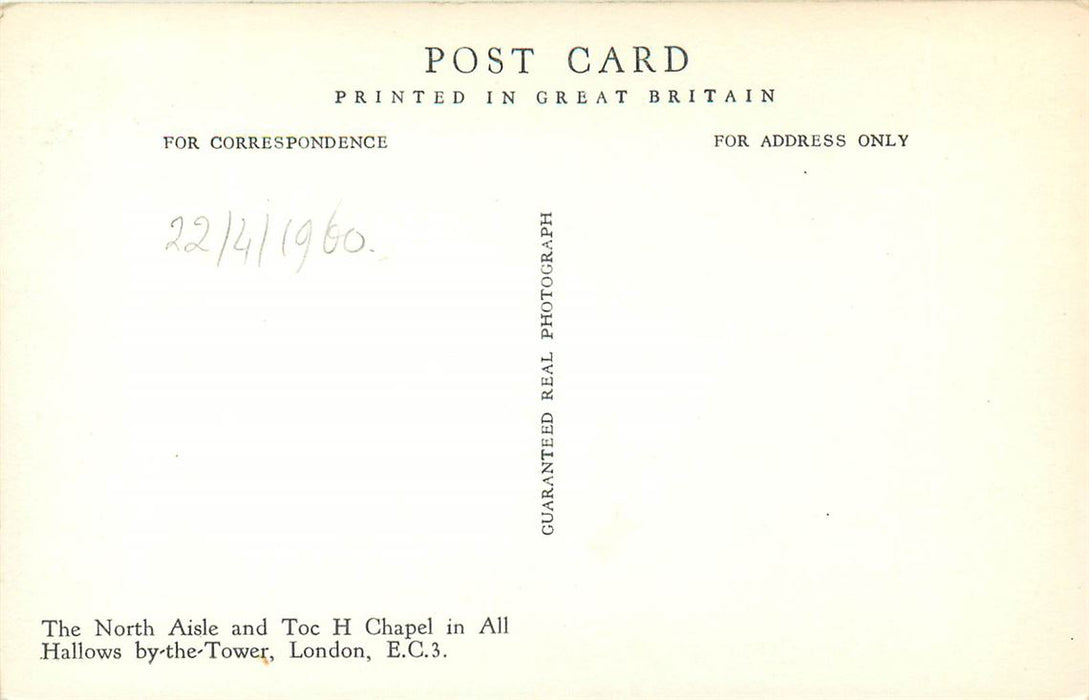 POST CARD
PRINTED IN GREAT BRITAIN
FOR CORRESPONDENCE
FOR ADDRESS ONLY
22/4/1960.
GUARANTEED REAL PHOTOGRAPH
The North Aisle and Toc H Chapel in All
Hallows by-the-Tower, London, E.C.3.